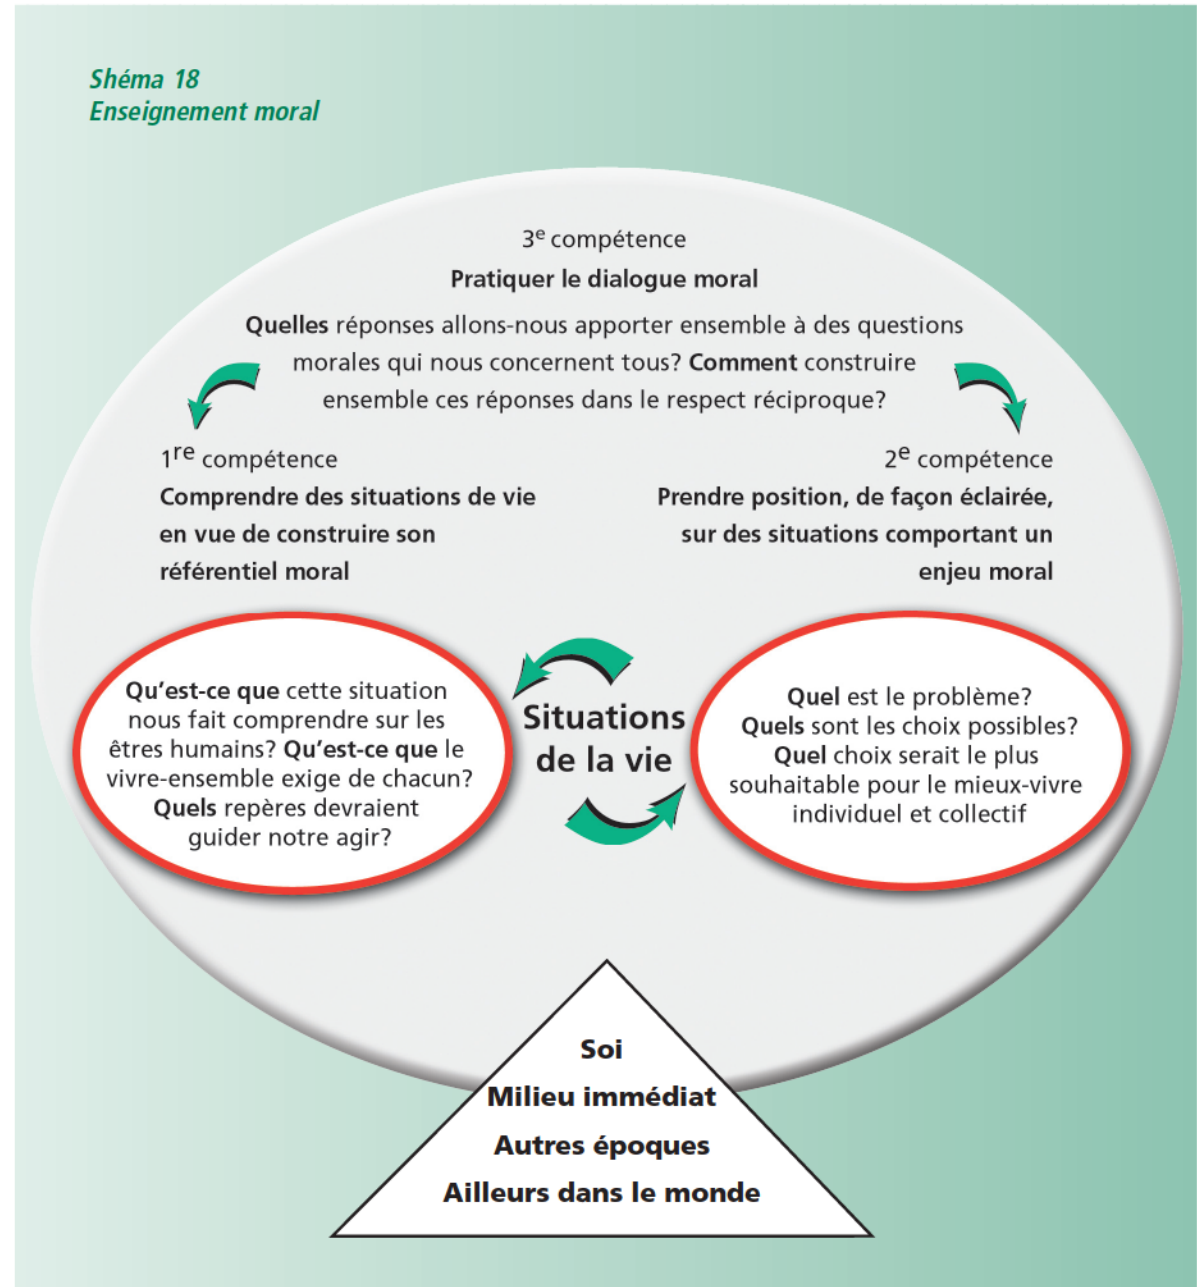 Shéma 18
Enseignement moral
3e compétence
Pratiquer le dialogue moral
Quelles réponses allons-nous apporter ensemble à des questions
morales qui nous concernent tous? Comment construire
ensemble ces réponses dans le respect réciproque?
1re compétence
Comprendre des situations de vie
en vue de construire son
référentiel moral
2e compétence
Prendre position, de façon éclairée,
sur des situations comportant un
enjeu moral
Qu'est-ce que cette situation
nous fait comprendre sur les
êtres humains? Qu'est-ce que le
vivre-ensemble exige de chacun?
Quels repères devraient
guider notre agir?
Situations
de la vie
Quel est le problème?
Quels sont les choix possibles?
Quel choix serait le plus
souhaitable pour le mieux-vivre
individuel et collectif
Soi
Milieu immédiat
Autres époques
Ailleurs dans le monde